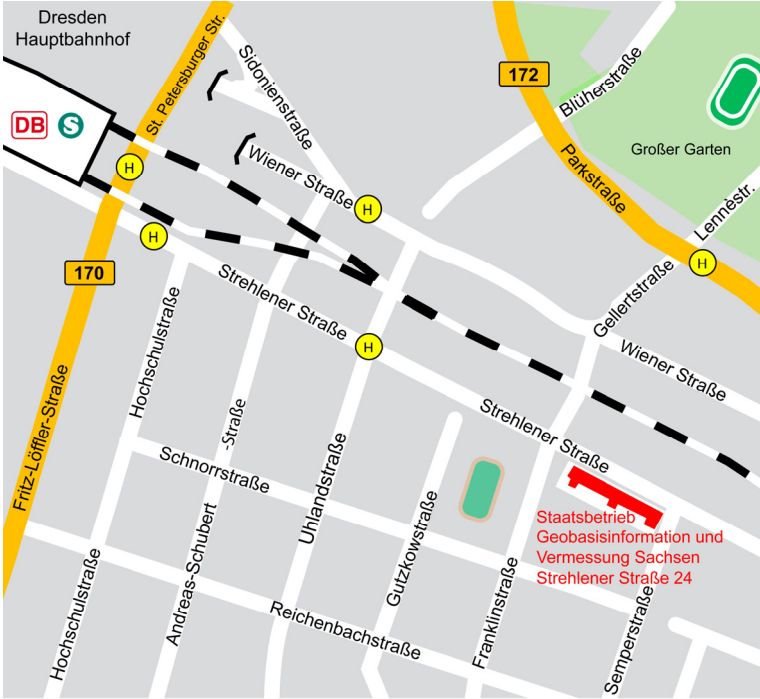 Dresden
Hauptbahnhof
DB
S
St. Petersburger Str.
Sidonienstraße
172
Blüherstraße
Großer Garten
Parkstraße
Lennèstr.
Wiener Straße
H
H
H
H
H
170
Strehlener Straße
Gellertstraße
Wiener Straße
Hochschulstraße
Fritz-Löffler-Straße
-Straße
Andreas-Schubert
Schnorrstraße
Uhlandstraße
Gutzkowstraße
Strehlener Straße
Staatsbetrieb
Geobasisinformation und
Vermessung Sachsen
Strehlener Straße 24
Hochschulstraße
Reichenbachstraße
Franklinstraße
Semperstraße